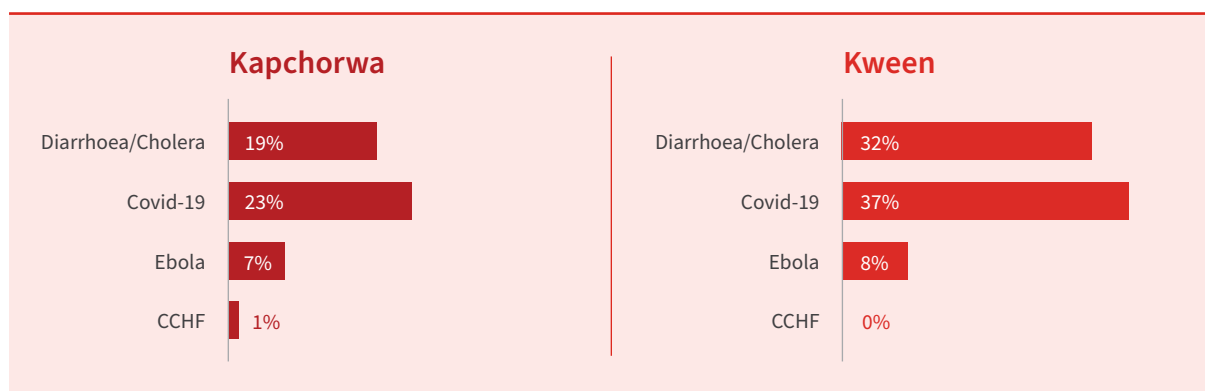 Kapchorwa
Diarrhoea/Cholera 19%
Covid-19 23%
Ebola 7%
CCHF 1%
Kween
Diarrhoea/Cholera 32%
Covid-19 37%
Ebola 8%
CCHF 0%